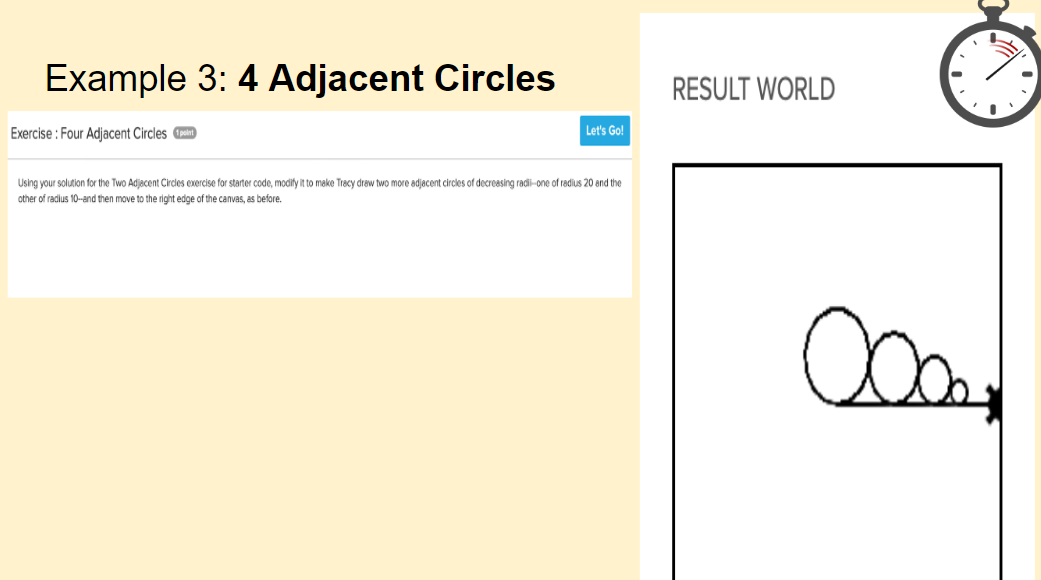 Example 3: 4 Adjacent Circles
Exercise : Four Adjacent Circles 1 point
Let's Go!
Using your solution for the Two Adjacent Circles exercise for starter code, modify it to make Tracy draw two more adjacent circles of decreasing radii--one of radius 20 and the
other of radius 10--and then move to the right edge of the canvas, as before.
RESULT WORLD